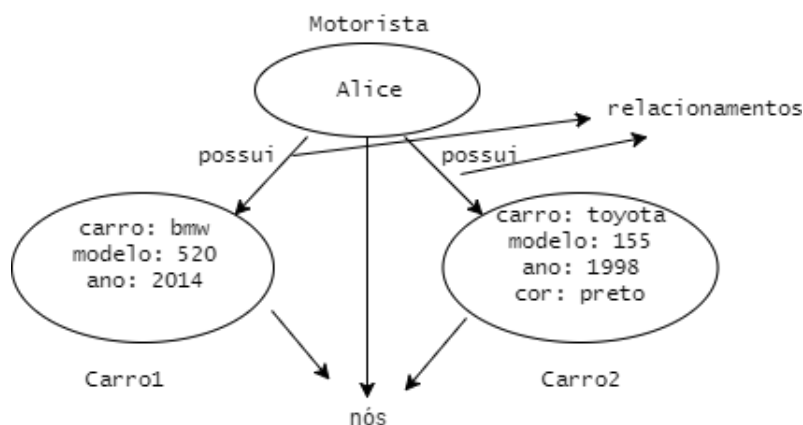 Motorista
Alice
relacionamentos
possui
possui
carro: bmw
modelo: 520
ano: 2014
carro: toyota
modelo: 155
ano: 1998
cor: preto
Carro1
Carro2
nós